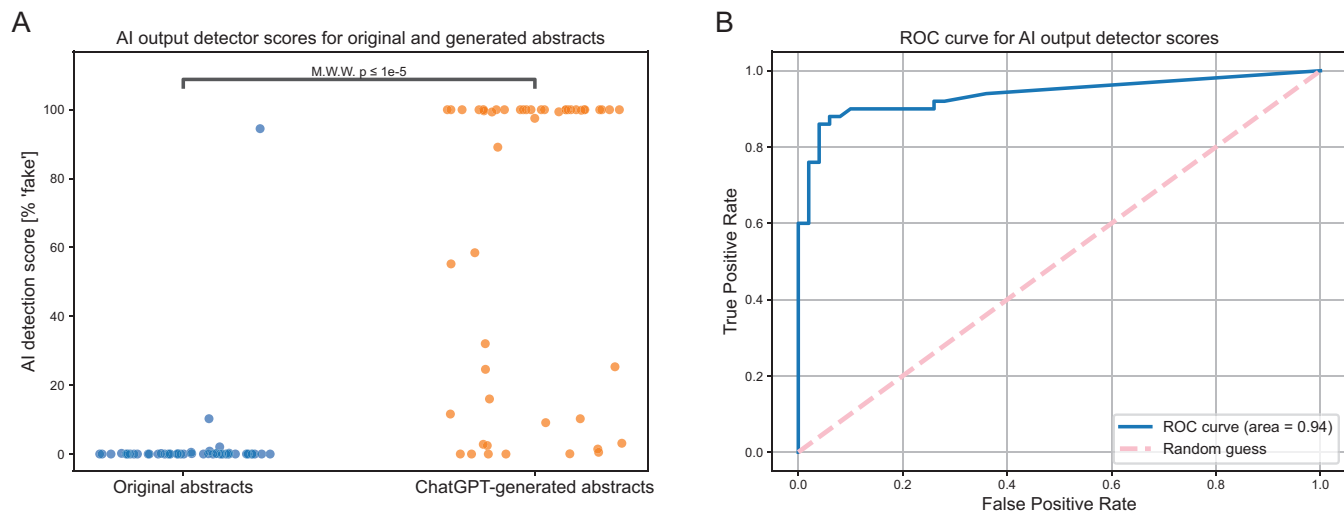 A
AI output detector scores for original and generated abstracts
M.W.W. p ≤ 1e-5
100
80
60
40
20
0
AI detection score [% 'fake']
Original abstracts
ChatGPT-generated abstracts
B
ROC curve for AI output detector scores
1.0
0.8
0.6
0.4
0.2
0.0
True Positive Rate
ROC curve (area = 0.94)
Random guess
0.0 0.2 0.4 0.6 0.8 1.0
False Positive Rate